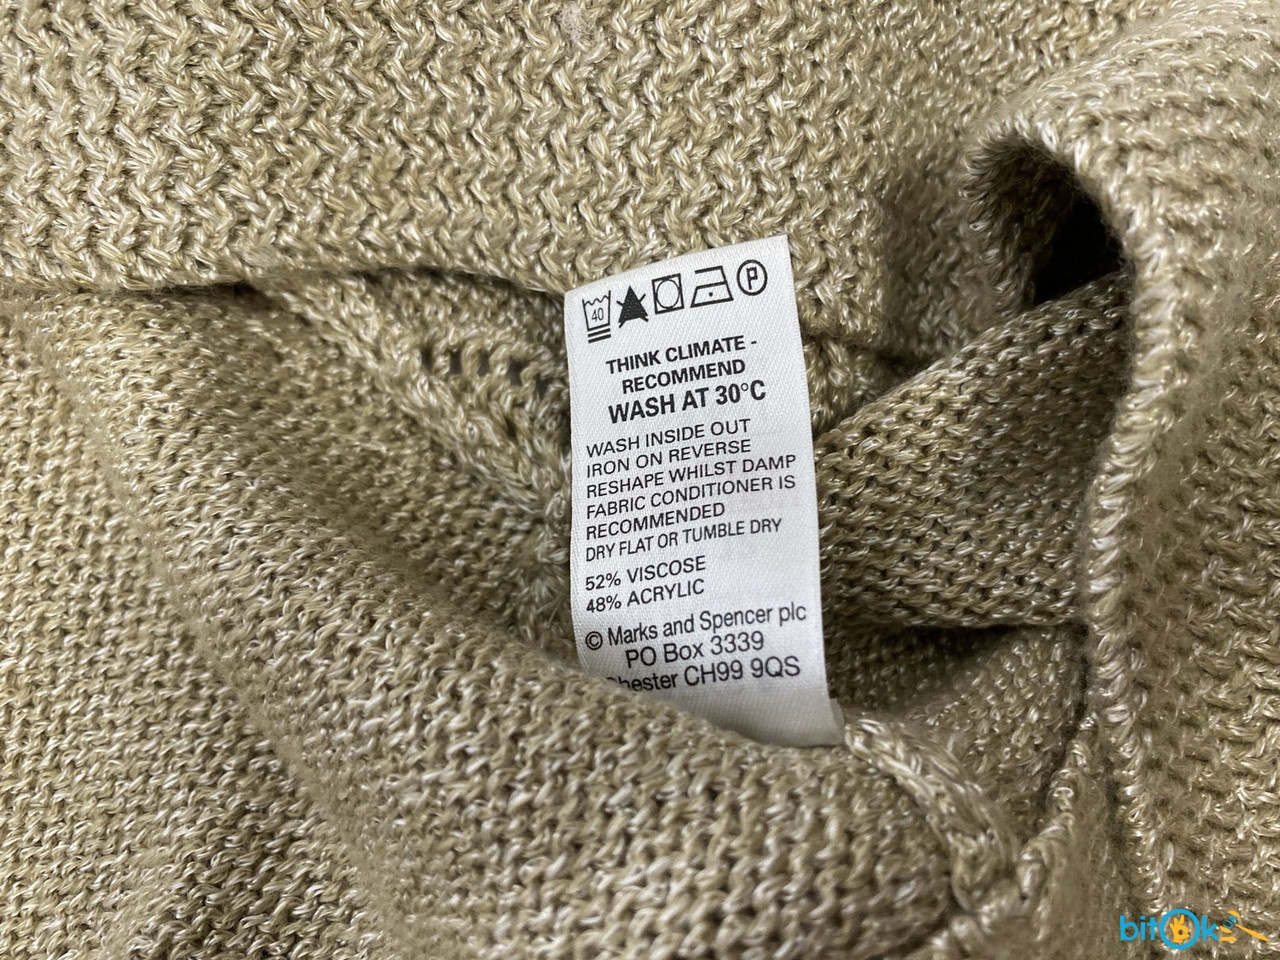 40
P
THINK CLIMATE -
RECOMMEND
WASH AT 30°C
WASH INSIDE OUT
IRON ON REVERSE
RESHAPE WHILST DAMP
FABRIC CONDITIONER IS
RECOMMENDED
DRY FLAT OR TUMBLE DRY
52% VISCOSE
48% ACRYLIC
© Marks and Spencer plc
PO Box 3339
CH99 9QS
bitOk